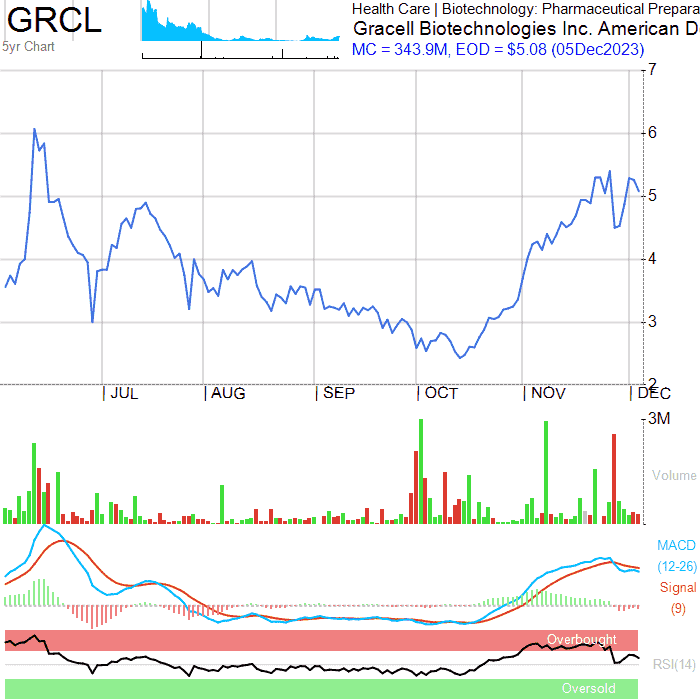 GRCL
5yr Chart
Health Care | Biotechnology: Pharmaceutical Prepara
Gracell Biotechnologies Inc. American D
MC = 343.9M, EOD = $5.08 (05Dec2023)
7
6
5
4
3
2
JUL AUG SEP OCT NOV DEC
3M
Volume
MACD
(12-26)
Signal
(9)
Overbought
RSI(14)
Oversold